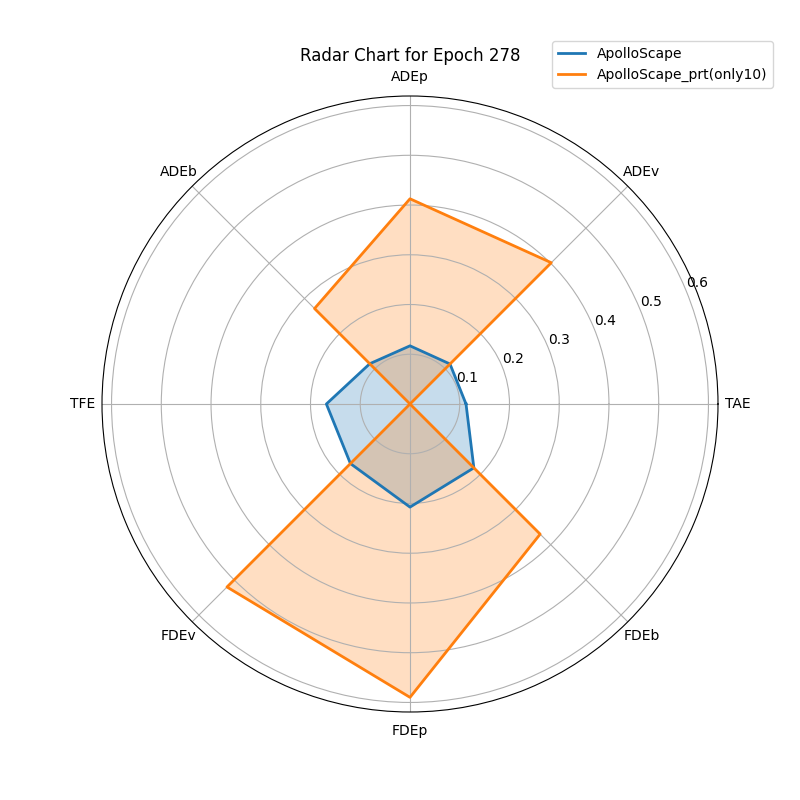 Radar Chart for Epoch 278
ApolloScape
ApolloScape_prt(only10)
ADEp
ADEb
ADEv
0.6
0.5
0.4
0.3
0.2
0.1
TFE
TAE
FDEv
FDEb
FDEp